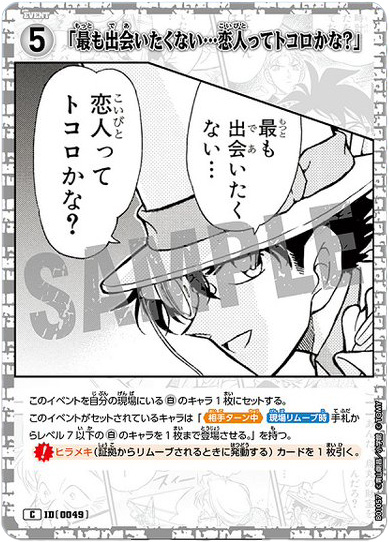 EVENT
5
「最も出会いたくない…恋人ってトコロかな?」
最も
出会いたく
ない…
恋人って
トコロかな?
SAMPLE
このイベントを自分の現場にいる白のキャラ1枚にセットする。
このイベントがセットされているキャラは「相手ターン中 現場リムーブ時 手札か
らレベル7以下の白のキャラを1枚まで登場させる。」を持つ。
ヒラメキ(証拠からリムーブされるときに発動する)カードを1枚引く。
C ID[0049]